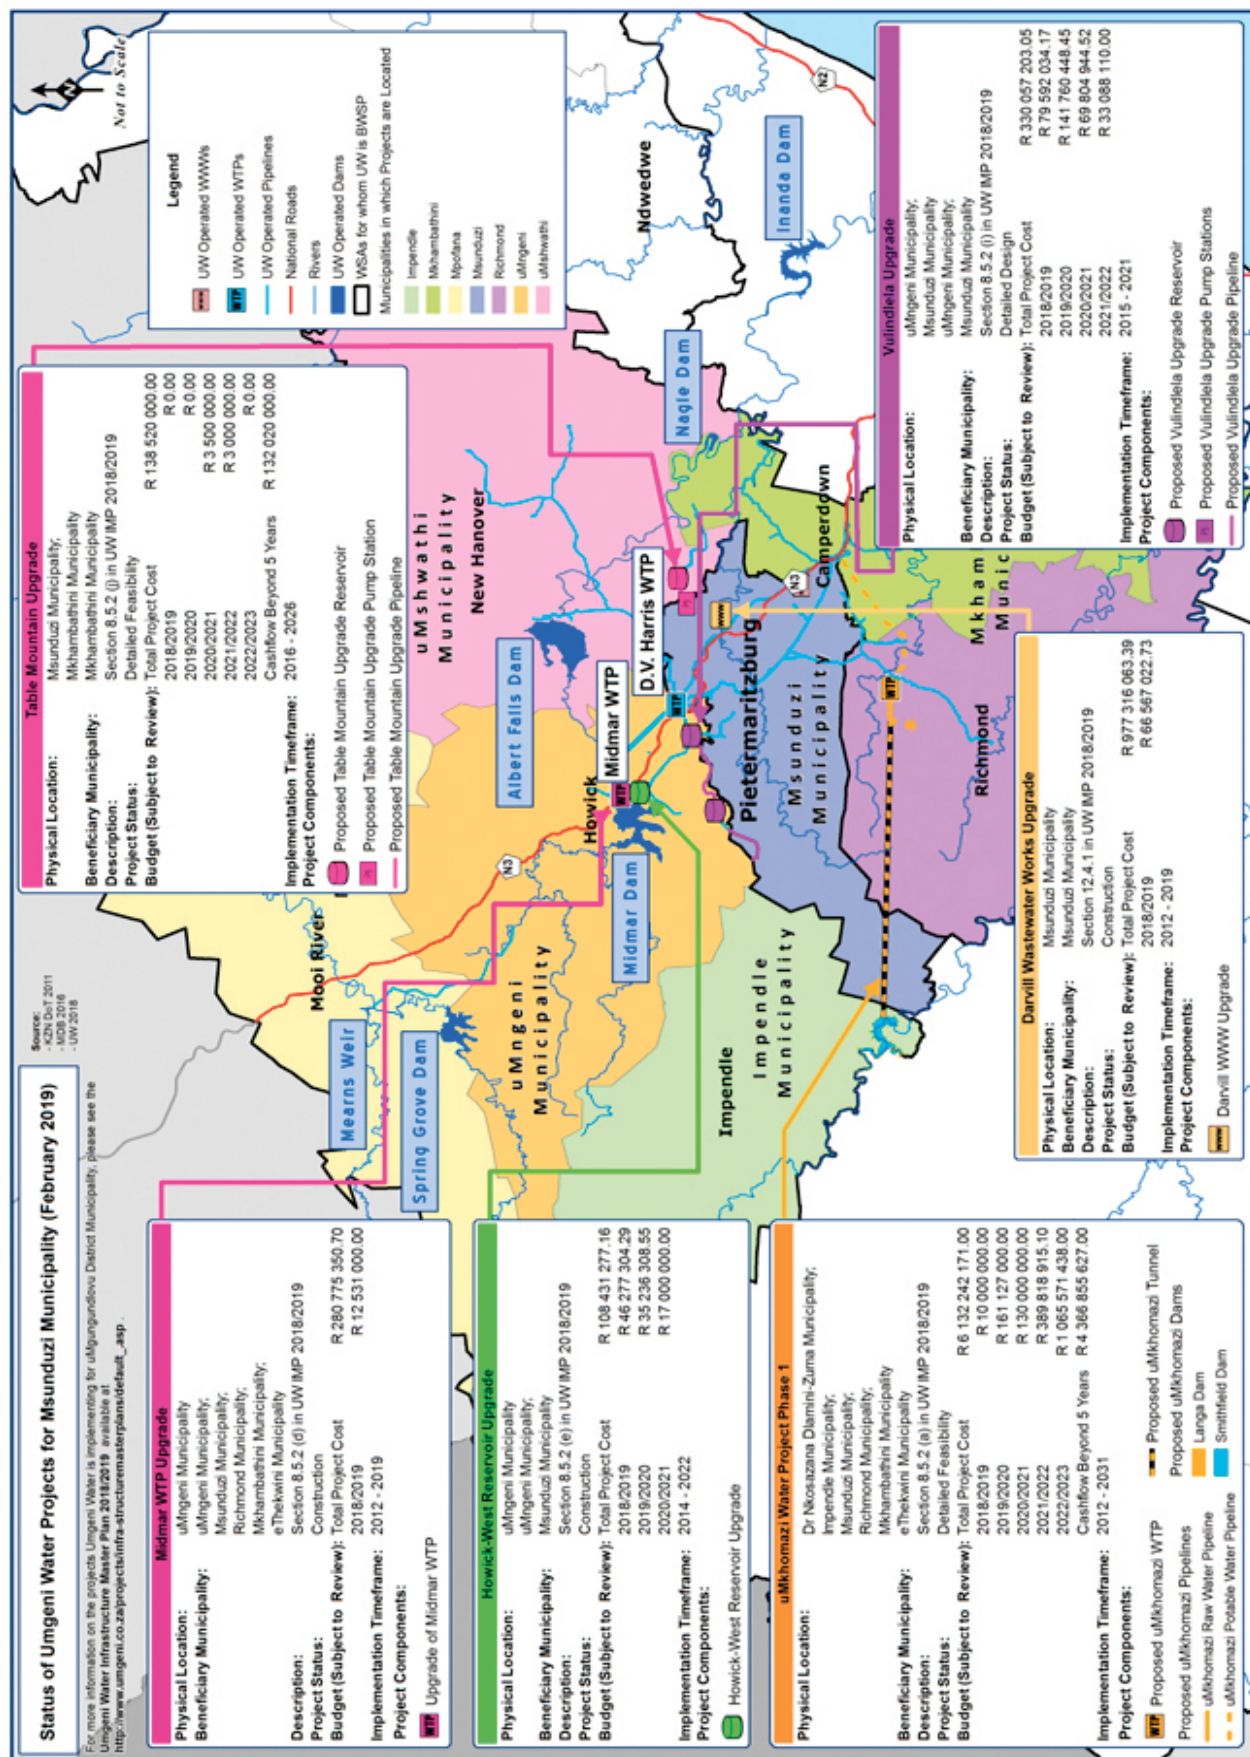 Status of Umgeni Water Projects for Msunduzi Municipality (February 2019)
For more information on the projects Umgeni Water is implementing for uMgungundlovu District Municipality, please see the
Umgeni Water Infrastructure Master Plan 2018/2019 available at
http://www.umgeni.co.za/projects/infra-structuremasterplans/default_asp .
Source:
- KZN DoT 2011
- MDB 2016
- UW 2018
Midmar WTP Upgrade
Physical Location: uMngeni Municipality
Beneficiary Municipality: uMngeni Municipality;
Msunduzi Municipality;
Richmond Municipality;
Mkhambathini Municipality;
eThekwini Municipality
Description: Section 8.5.2 (d) in UW IMP 2018/2019
Project Status: Construction
Budget (Subject to Review): Total Project Cost R 280 775 350.70
2018/2019 R 12 531 000.00
Implementation Timeframe: 2012 - 2019
Project Components:
WTP Upgrade of Midmar WTP
Howick-West Reservoir Upgrade
Physical Location: uMngeni Municipality
Beneficiary Municipality: uMngeni Municipality
Msunduzi Municipality
Description: Section 8.5.2 (e) in UW IMP 2018/2019
Project Status: Construction
Budget (Subject to Review): Total Project Cost R 108 431 277.16
2018/2019 R 46 277 304.29
2019/2020 R 35 236 308.55
2020/2021 R 17 000 000.00
Implementation Timeframe: 2014 - 2022
Project Components:
Howick-West Reservoir Upgrade
uMkhomazi Water Project Phase 1
Physical Location: Dr Nkosazana Dlamini-Zuma Municipality;
Impendle Municipality;
Msunduzi Municipality;
Richmond Municipality;
Mkhambathini Municipality
Beneficiary Municipality: eThekwini Municipality
Description: Section 8.5.2 (a) in UW IMP 2018/2019
Project Status: Detailed Feasibility
Budget (Subject to Review): Total Project Cost R 6 132 242 171.00
2018/2019 R 10 000 000.00
2019/2020 R 161 127 000.00
2020/2021 R 130 000 000.00
2021/2022 R 389 818 915.10
2022/2023 R 1 065 571 438.00
Cashflow Beyond 5 Years R 4 366 855 627.00
Implementation Timeframe: 2012 - 2031
Project Components:
WTP Proposed uMkhomazi WTP
Proposed uMkhomazi Pipelines
uMkhomazi Raw Water Pipeline
uMkhomazi Potable Water Pipeline
Proposed uMkhomazi Tunnel
Proposed uMkhomazi Dams
Langa Dam
Smithfield Dam
Table Mountain Upgrade
Physical Location: Msunduzi Municipality;
Mkhambathini Municipality
Beneficiary Municipality: Mkhambathini Municipality
Description: Section 8.5.2 (j) in UW IMP 2018/2019
Project Status: Detailed Feasibility
Budget (Subject to Review): Total Project Cost R 138 520 000.00
2018/2019 R 0.00
2019/2020 R 0.00
2020/2021 R 3 500 000.00
2021/2022 R 3 000 000.00
2022/2023 R 0.00
Cashflow Beyond 5 Years R 132 020 000.00
Implementation Timeframe: 2016 - 2026
Project Components:
Proposed Table Mountain Upgrade Reservoir
Proposed Table Mountain Upgrade Pump Station
Proposed Table Mountain Upgrade Pipeline
N
Not to Scale
Legend
WWW UW Operated WWWs
WTP UW Operated WTPs
UW Operated Pipelines
National Roads
Rivers
UW Operated Dams
WSAs for whom UW is BWSP
Municipalities in which Projects are Located
Impendle
Mkhambathini
Mpofana
Msunduzi
Richmond
uMngeni
uMshwathi
Mearns Weir
Spring Grove Dam
Mooi River
N3
uMngeni
Municipality
Howick
Midmar Dam
Albert Falls Dam
Midmar WTP
WTP
D.V. Harris WTP
WTP
uMshwathi
Municipality
New Hanover
Nagle Dam
Ndwedwe
Inanda Dam
N2
Impendle
Impendle
Municipality
Pietermaritzburg
Msunduzi
Municipality
WWW
N3
Camperdown
WTP
Richmond
Mkham
Munic
Darvill Wastewater Works Upgrade
Physical Location: Msunduzi Municipality
Beneficiary Municipality: Msunduzi Municipality
Description: Section 12.4.1 in UW IMP 2018/2019
Project Status: Construction
Budget (Subject to Review): Total Project Cost R 977 316 063.39
2018/2019 R 66 567 022.73
Implementation Timeframe: 2012 - 2019
Project Components:
WWW Darvill WWW Upgrade
Vulindlela Upgrade
Physical Location: uMngeni Municipality;
Msunduzi Municipality
Beneficiary Municipality: uMngeni Municipality;
Msunduzi Municipality
Description: Section 8.5.2 (i) in UW IMP 2018/2019
Project Status: Detailed Design
Budget (Subject to Review): Total Project Cost R 330 057 203.05
2018/2019 R 79 592 034.17
2019/2020 R 141 760 448.45
2020/2021 R 69 804 944.52
2021/2022 R 33 088 110.00
Implementation Timeframe: 2015 - 2021
Project Components:
Proposed Vulindlela Upgrade Reservoir
Proposed Vulindlela Upgrade Pump Stations
Proposed Vulindlela Upgrade Pipeline